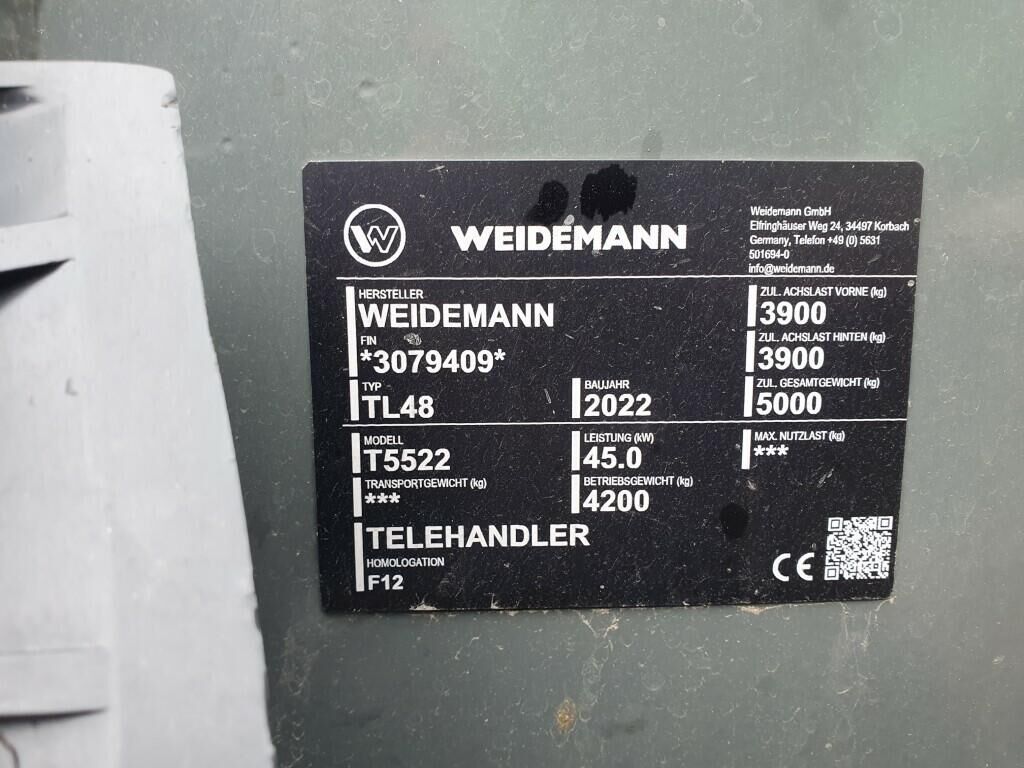 WEIDEMANN
Weidemann GmbH
Elfringhäuser Weg 24, 34497 Korbach
Germany, Telefon +49 (0) 5631
501694-0
info@weidemann.de
HERSTELLER
WEIDEMANN
FIN
*3079409*
TYP
TL48
BAUJAHR
2022
ZUL. ACHSLAST VORNE (kg)
3900
ZUL. ACHSLAST HINTEN (kg)
3900
ZUL. GESAMTGEWICHT (kg)
5000
MODELL
T5522
LEISTUNG (kW)
45.0
MAX. NUTZLAST (kg)
***
TRANSPORTGEWICHT (kg)
***
BETRIEBSGEWICHT (kg)
4200
TELEHANDLER
HOMOLOGATION
F12
CE